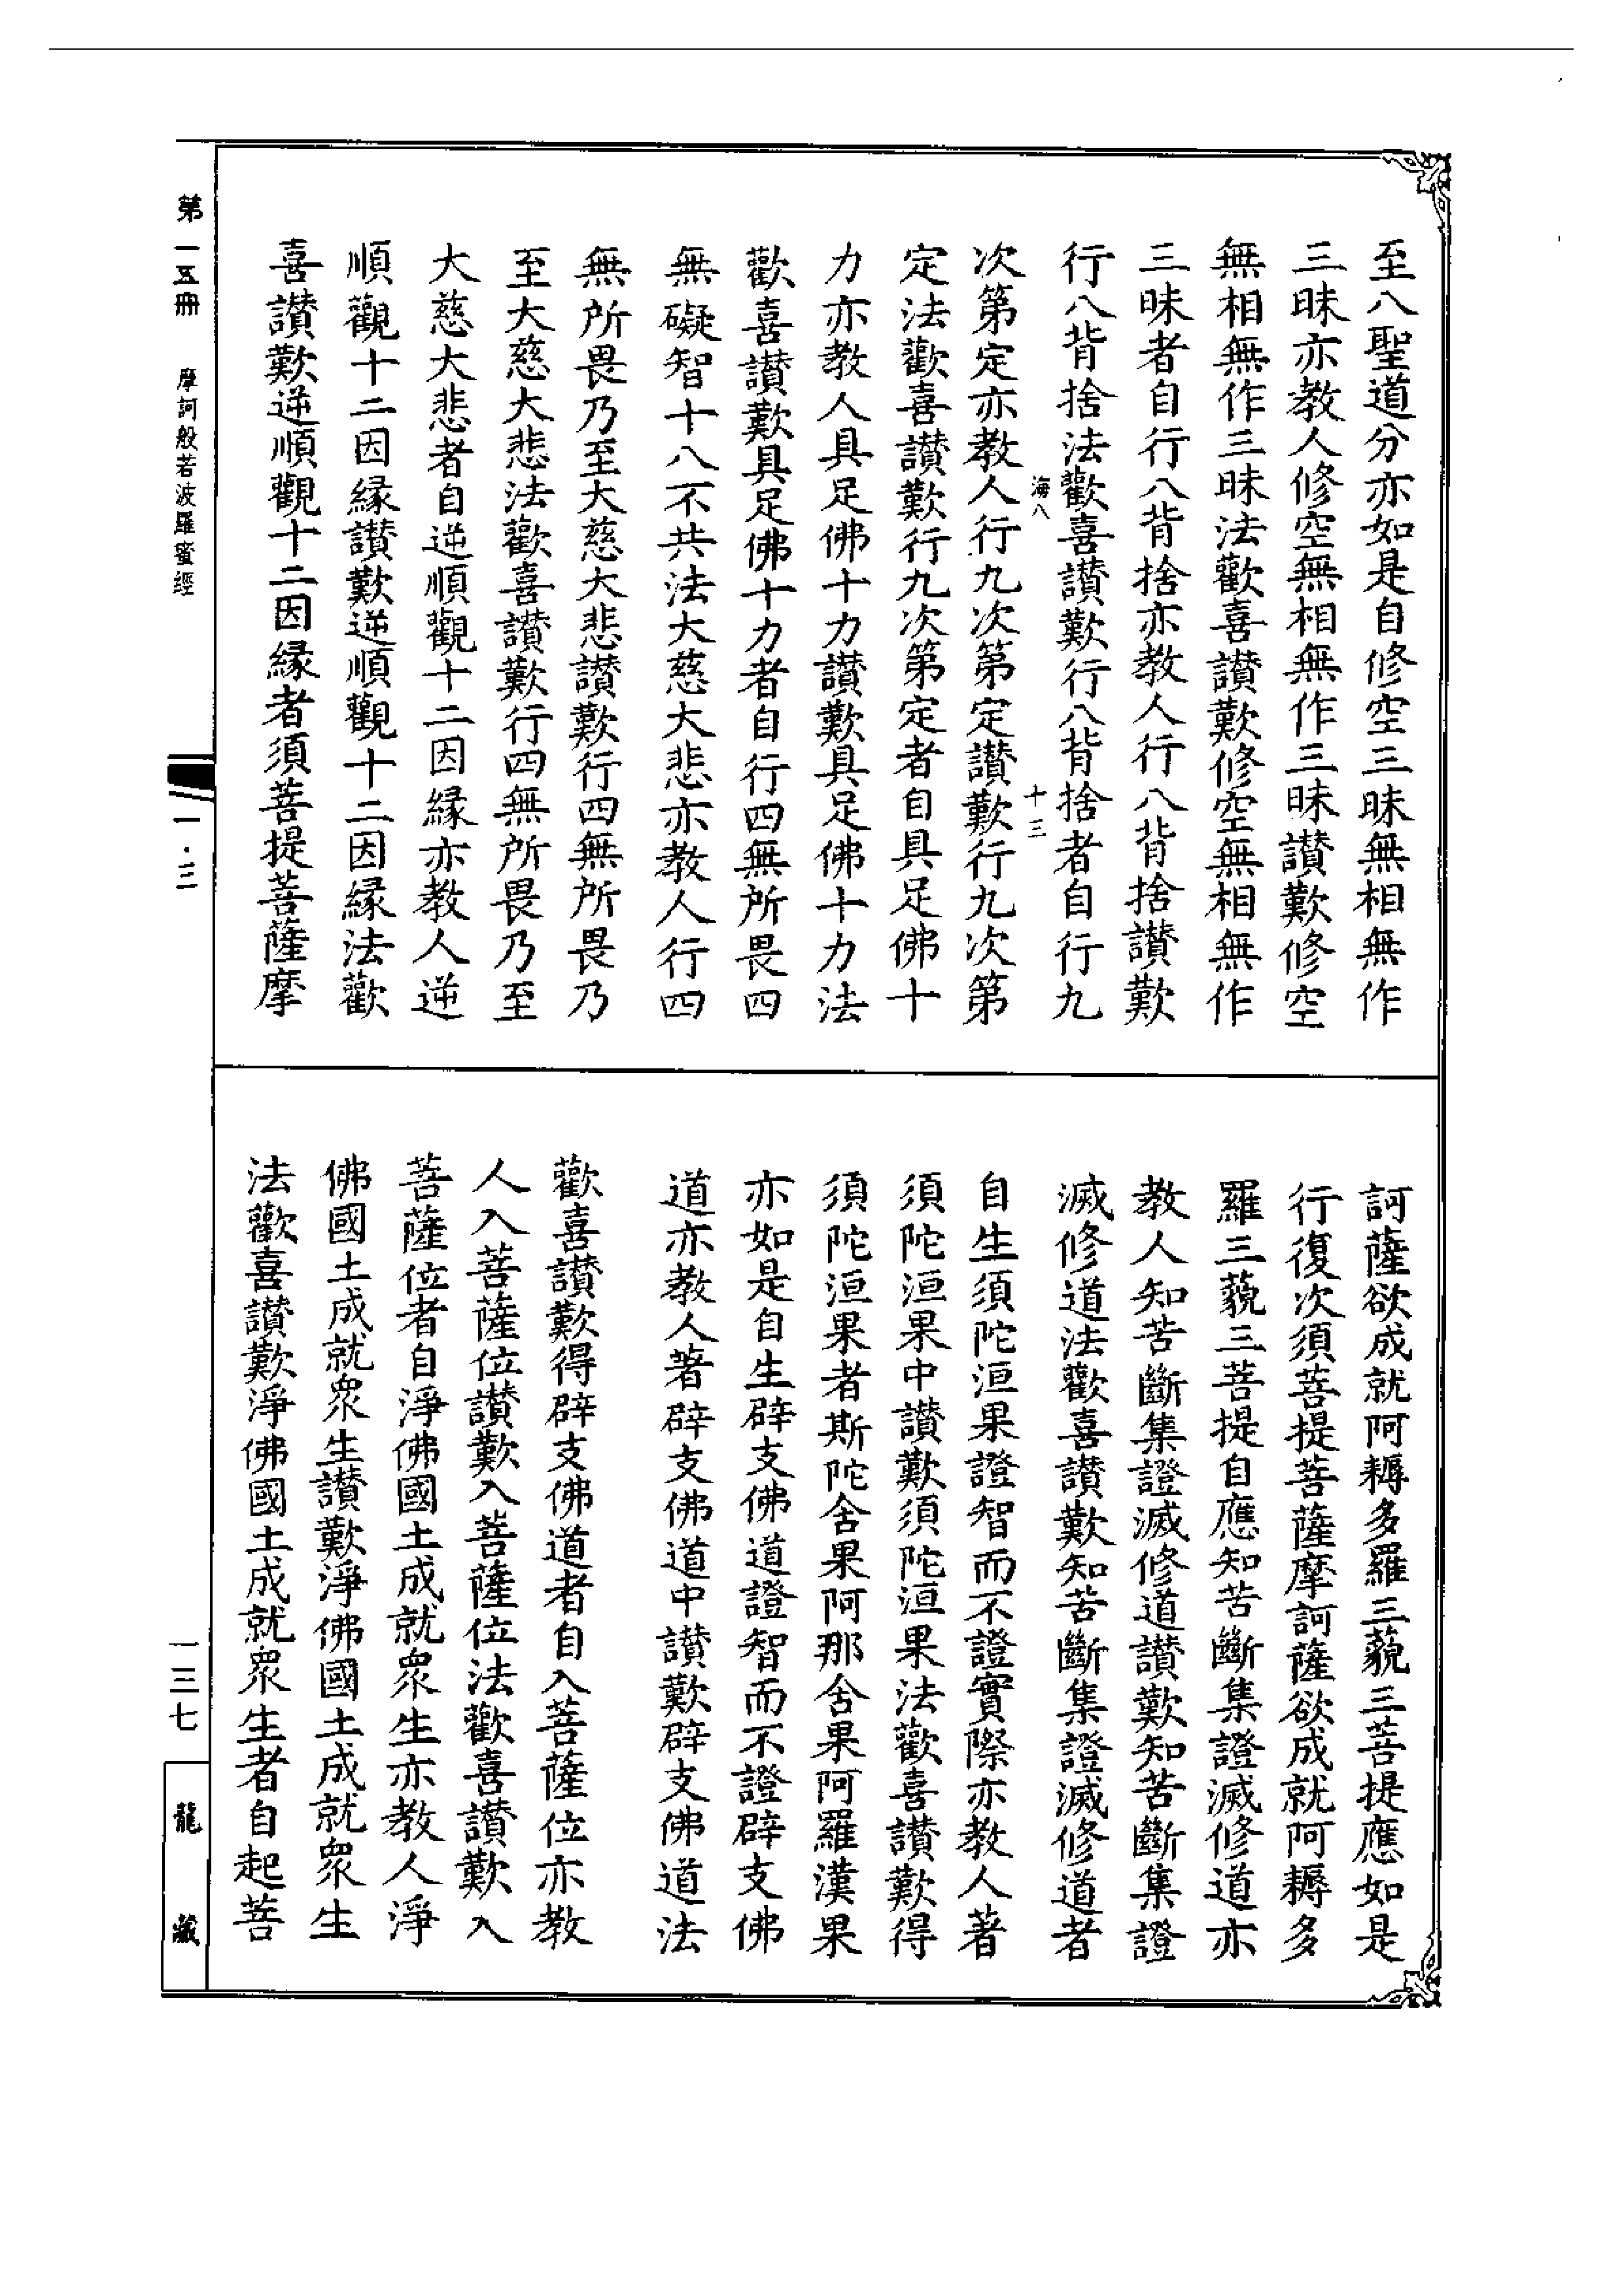 至八聖道分亦如是自修空三昧無相無作
三昧亦教人修空無相無作三昧讃歎修空
無相無作三昧法歡喜讃歎修空無相無作
三昧者自行八背捨亦教人行八背捨讃歎
行八背捨法歡喜讃歎行八背捨者自行九
海八 十三
次第定亦教人行九次第定讃歎行九次第
定法歡喜讃歎行九次第定者自具足佛十
力亦教人具足佛十力讃歎具足佛十力法
歡喜讃歎具足佛十力者自行四無所畏四
無礙智十八不共法大慈大悲亦教人行四
無所畏乃至大慈大悲讃歎行四無所畏乃
至大慈大悲法歡喜讃歎行四無所畏乃至
大慈大悲者自逆順觀十二因緣亦教人逆
順觀十二因緣讃歎逆順觀十二因緣法歡
喜讃歎逆順觀十二因緣者須菩提菩薩摩
訶薩欲成就阿耨多羅三藐三菩提應如是
行復次須菩提菩薩摩訶薩欲成就阿耨多
羅三藐三菩提自應知苦斷集證滅修道亦
教人知苦斷集證滅修道讃歎知苦斷集證
滅修道法歡喜讃歎知苦斷集證滅修道者
自生須陀洹果證智而不證實際亦教人著
須陀洹果中讃歎須陀洹果法歡喜讃歎得
須陀洹果者斯陀舍果阿那舍果阿羅漢果
亦如是自生辟支佛道證智而不證辟支佛
道亦教人著辟支佛道中讃歎辟支佛道法
歡喜讃歎得辟支佛道者自入菩薩位亦教
人入菩薩位讃歎入菩薩位法歡喜讃歎入
菩薩位者自淨佛國土成就衆生亦教人淨
佛國土成就衆生讃歎淨佛國土成就衆生
法歡喜讃歎淨佛國土成就衆生者自起菩
第一五冊 摩訶般若波羅蜜經
一·三
一三七
龍藏